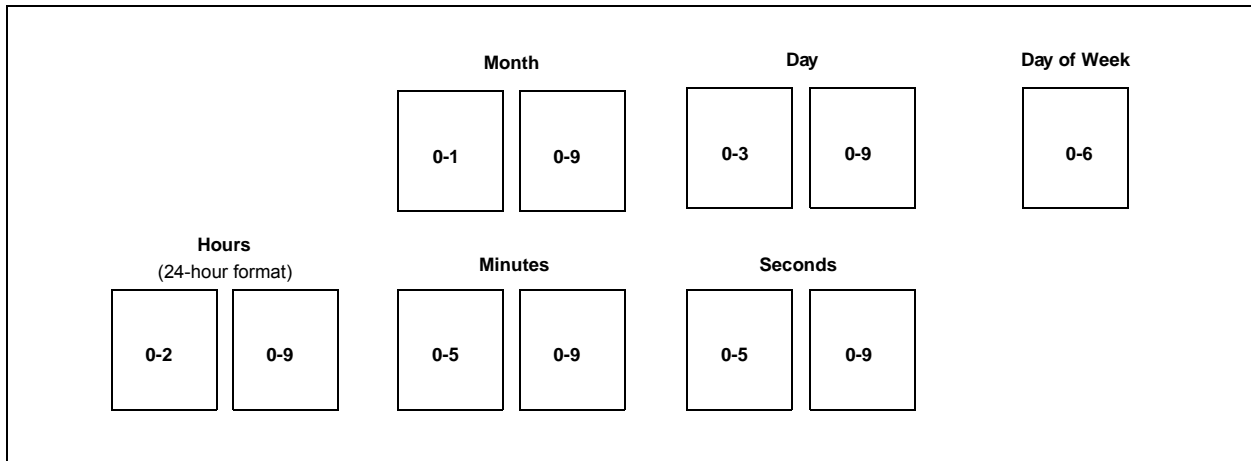 Month Day Day of Week
0-1 0-9 0-3 0-9 0-6
Hours
(24-hour format)
Minutes Seconds
0-2 0-9 0-5 0-9 0-5 0-9